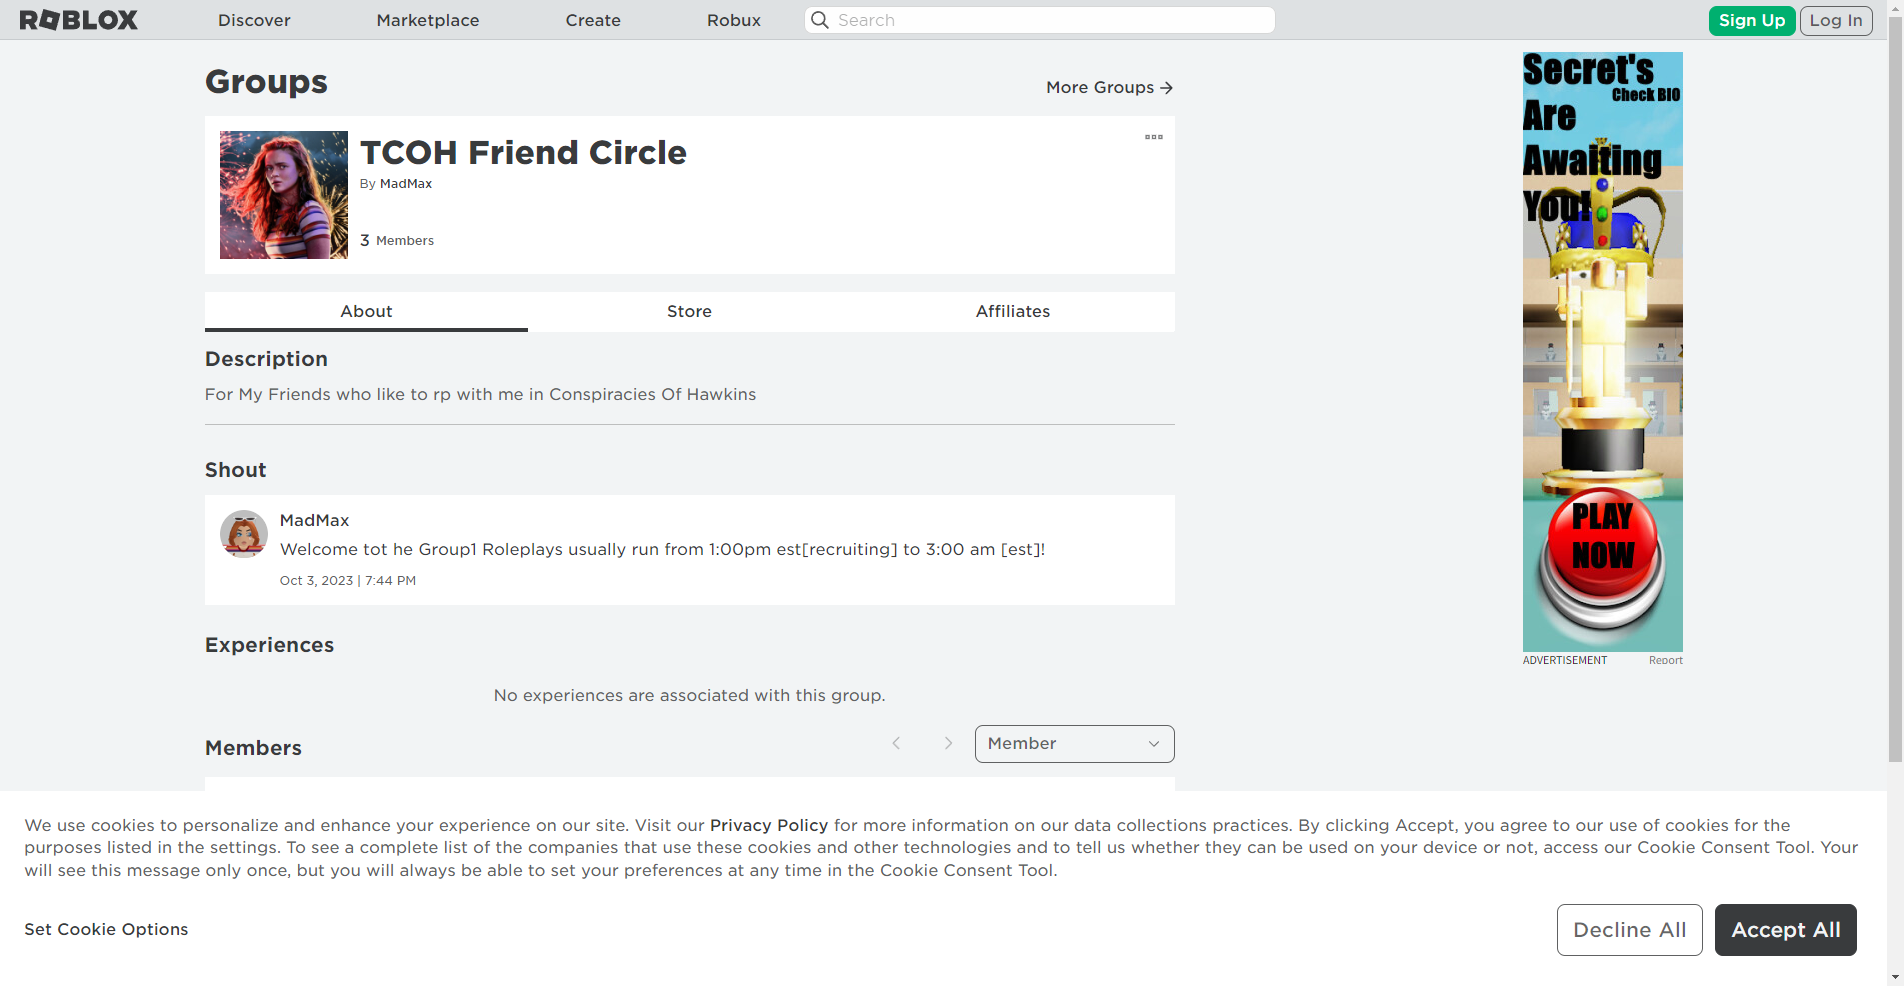 ROBLOX
Discover
Marketplace
Create
Robux
Search
Sign Up
Log In
Groups
More Groups
TCOH Friend Circle
By MadMax
3 Members
About
Store
Affiliates
Description
For My Friends who like to rp with me in Conspiracies Of Hawkins
Shout
MadMax
Welcome tot he Group1 Roleplays usually run from 1:00pm est[recruiting] to 3:00 am [est]!
Oct 3, 2023 | 7:44 PM
Experiences
No experiences are associated with this group.
Members
Member
Secret's
Check BIO
Are
Awaiting
You!
PLAY
NOW
ADVERTISEMENT
Report
We use cookies to personalize and enhance your experience on our site. Visit our Privacy Policy for more information on our data collections practices. By clicking Accept, you agree to our use of cookies for the
purposes listed in the settings. To see a complete list of the companies that use these cookies and other technologies and to tell us whether they can be used on your device or not, access our Cookie Consent Tool. Your
will see this message only once, but you will always be able to set your preferences at any time in the Cookie Consent Tool.
Set Cookie Options
Decline All
Accept All